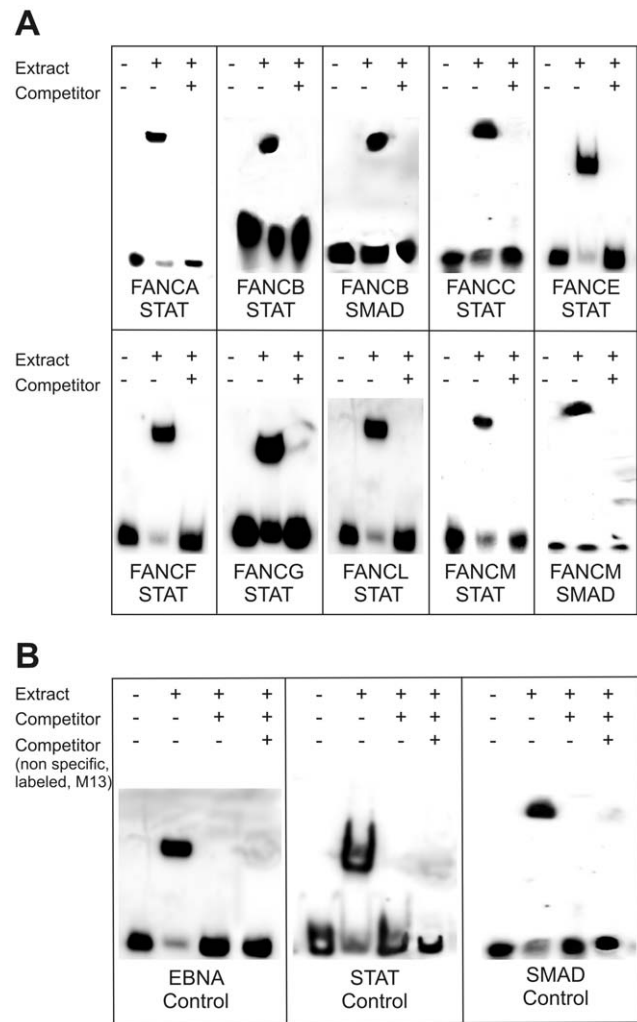 A
Extract - + + - + + - + + - + + - + +
Competitor - - + - - + - - + - - + - - +
FANCA STAT
FANCB STAT
FANCB SMAD
FANCC STAT
FANCE STAT
Extract - + + - + + - + + - + + - + +
Competitor - - + - - + - - + - - + - - +
FANCF STAT
FANCG STAT
FANCL STAT
FANCM STAT
FANCM SMAD
B
Extract - + + + - + + + - + + +
Competitor - - + + - - + + - - + +
Competitor - - - + - - - + - - - +
(non specific,
labeled, M13)
EBNA Control
STAT Control
SMAD Control